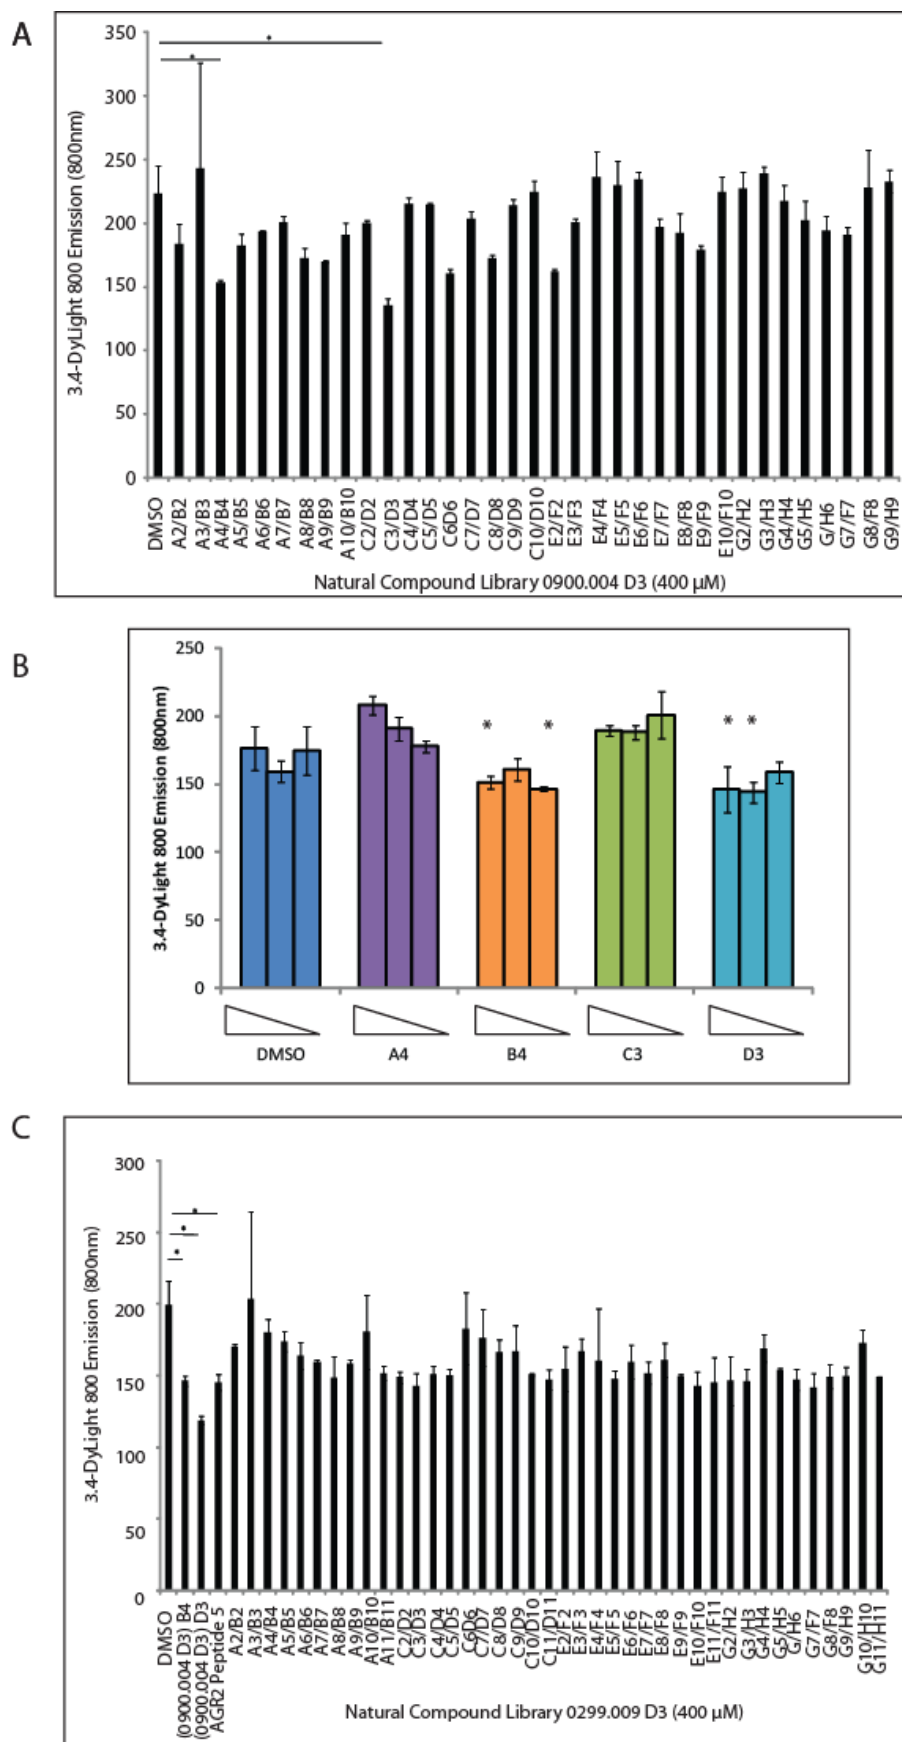 A
350
300
250
200
150
100
50
0
3.4-DyLight 800 Emission (800nm)
*
*
DMSO
A2/B2
A3/B3
A4/B4
A5/B5
A6/B6
A7/B7
A8/B8
A9/B9
A10/B10
C2/D2
C3/D3
C4/D4
C5/D5
C6D6
C7/D7
C8/D8
C9/D9
C10/D10
E2/F2
E3/F3
E4/F4
E5/F5
E6/F6
E7/F7
E8/F8
E9/F9
E10/F10
G2/H2
G3/H3
G4/H4
G5/H5
G/H6
G7/F7
G8/F8
G9/H9
Natural Compound Library 0900.004 D3 (400 µM)
B
250
200
150
100
50
0
3.4-DyLight 800 Emission (800nm)
* *
* *
DMSO A4 B4 C3 D3
C
300
250
200
150
100
50
0
3.4-DyLight 800 Emission (800nm)
*
*
*
DMSO
(0900.004 D3) B4
(0900.004 D3) D3
AGR2 Peptide 5
A2/B2
A3/B3
A4/B4
A5/B5
A6/B6
A7/B7
A8/B8
A9/B9
A10/B10
A11/B11
C2/D2
C3/D3
C4/D4
C5/D5
C6D6
C7/D7
C8/D8
C9/D9
C10/D10
C11/D11
E2/F2
E3/F3
E4/F4
E5/F5
E6/F6
E7/F7
E8/F8
E9/F9
E10/F10
E11/F11
G2/H2
G3/H3
G4/H4
G5/H5
G/H6
G7/F7
G8/F8
G9/H9
G10/H10
G11/H11
Natural Compound Library 0299.009 D3 (400 µM)